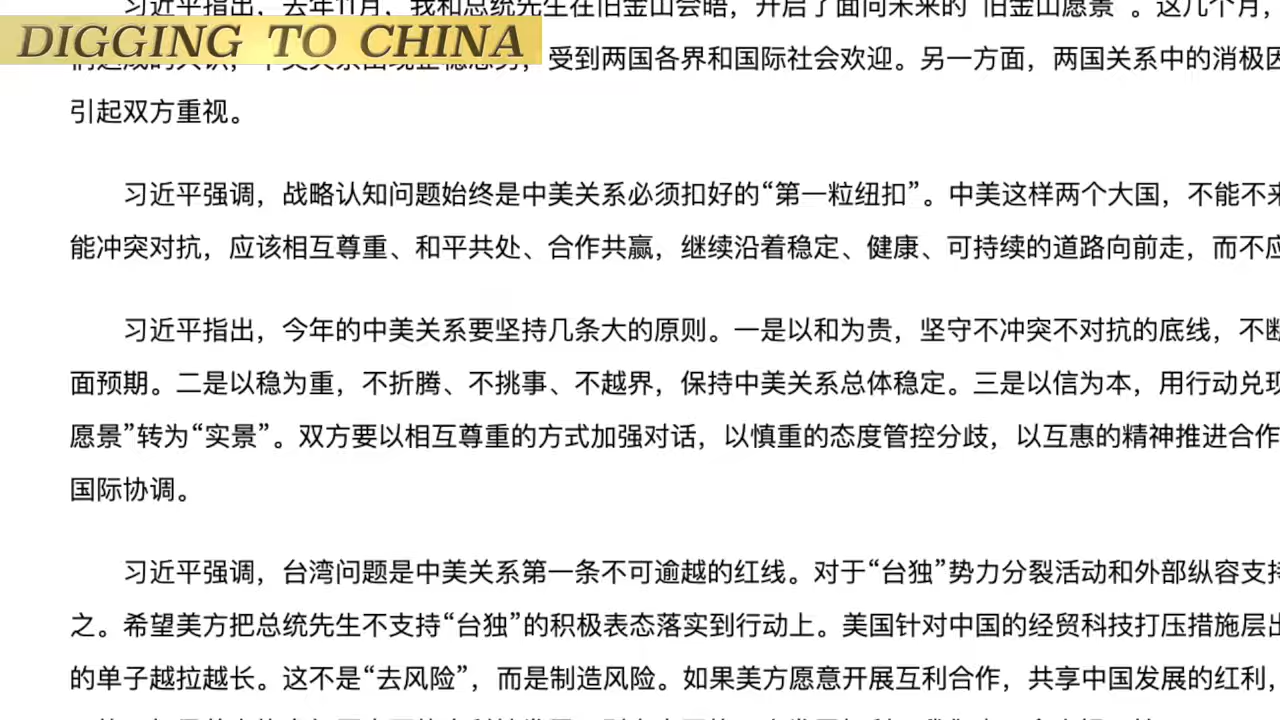 习近平指出，去年11月，我和总统先生在旧金山会晤，开启了面向未来的“旧金山愿景”。这几个月，
DIGGING TO CHINA
受到两国各界和国际社会欢迎。另一方面，两国关系中的消极因
引起双方重视。
习近平强调，战略认知问题始终是中美关系必须扣好的“第一粒纽扣”。中美这样两个大国，不能不来
能冲突对抗，应该相互尊重、和平共处、合作共赢，继续沿着稳定、健康、可持续的道路向前走，而不应
习近平指出，今年的中美关系要坚持几条大的原则。一是以和为贵，坚守不冲突不对抗的底线，不断
面预期。二是以稳为重，不折腾、不挑事、不越界，保持中美关系总体稳定。三是以信为本，用行动兑现
愿景”转为“实景”。双方要以相互尊重的方式加强对话，以慎重的态度管控分歧，以互惠的精神推进合作
国际协调。
习近平强调，台湾问题是中美关系第一条不可逾越的红线。对于“台独”势力分裂活动和外部纵容支持
之。希望美方把总统先生不支持“台独”的积极表态落实到行动上。美国针对中国的经贸科技打压措施层出
的单子越拉越长。这不是“去风险”，而是制造风险。如果美方愿意开展互利合作，共享中国发展的红利，